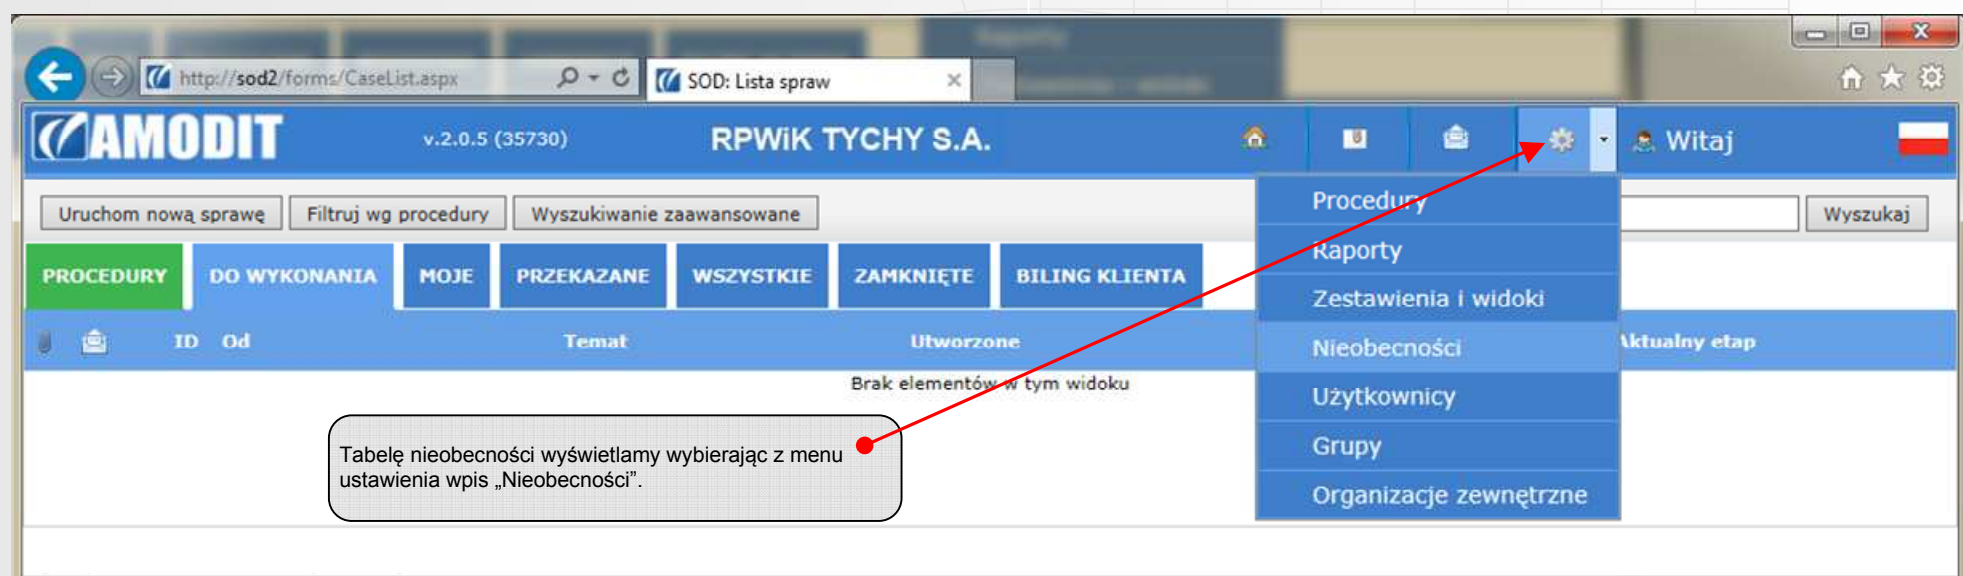 http://sod2/forms/CaseList.aspx
SOD: Lista spraw
AMODIT
v.2.0.5 (35730)
RPWiK TYCHY S.A.
Witaj
Uruchom nową sprawę
Filtruj wg procedury
Wyszukiwanie zaawansowane
Wyszukaj
PROCEDURY
DO WYKONANIA
MOJE
PRZEKAZANE
WSZYSTKIE
ZAMKNIĘTE
BILING KLIENTA
ID
Od
Temat
Utworzone
Aktualny etap
Brak elementów w tym widoku
Procedury
Raporty
Zestawienia i widoki
Nieobecności
Użytkownicy
Grupy
Organizacje zewnętrzne
Tabelę nieobecności wyświetlamy wybierając z menu
ustawienia wpis „Nieobecności”.